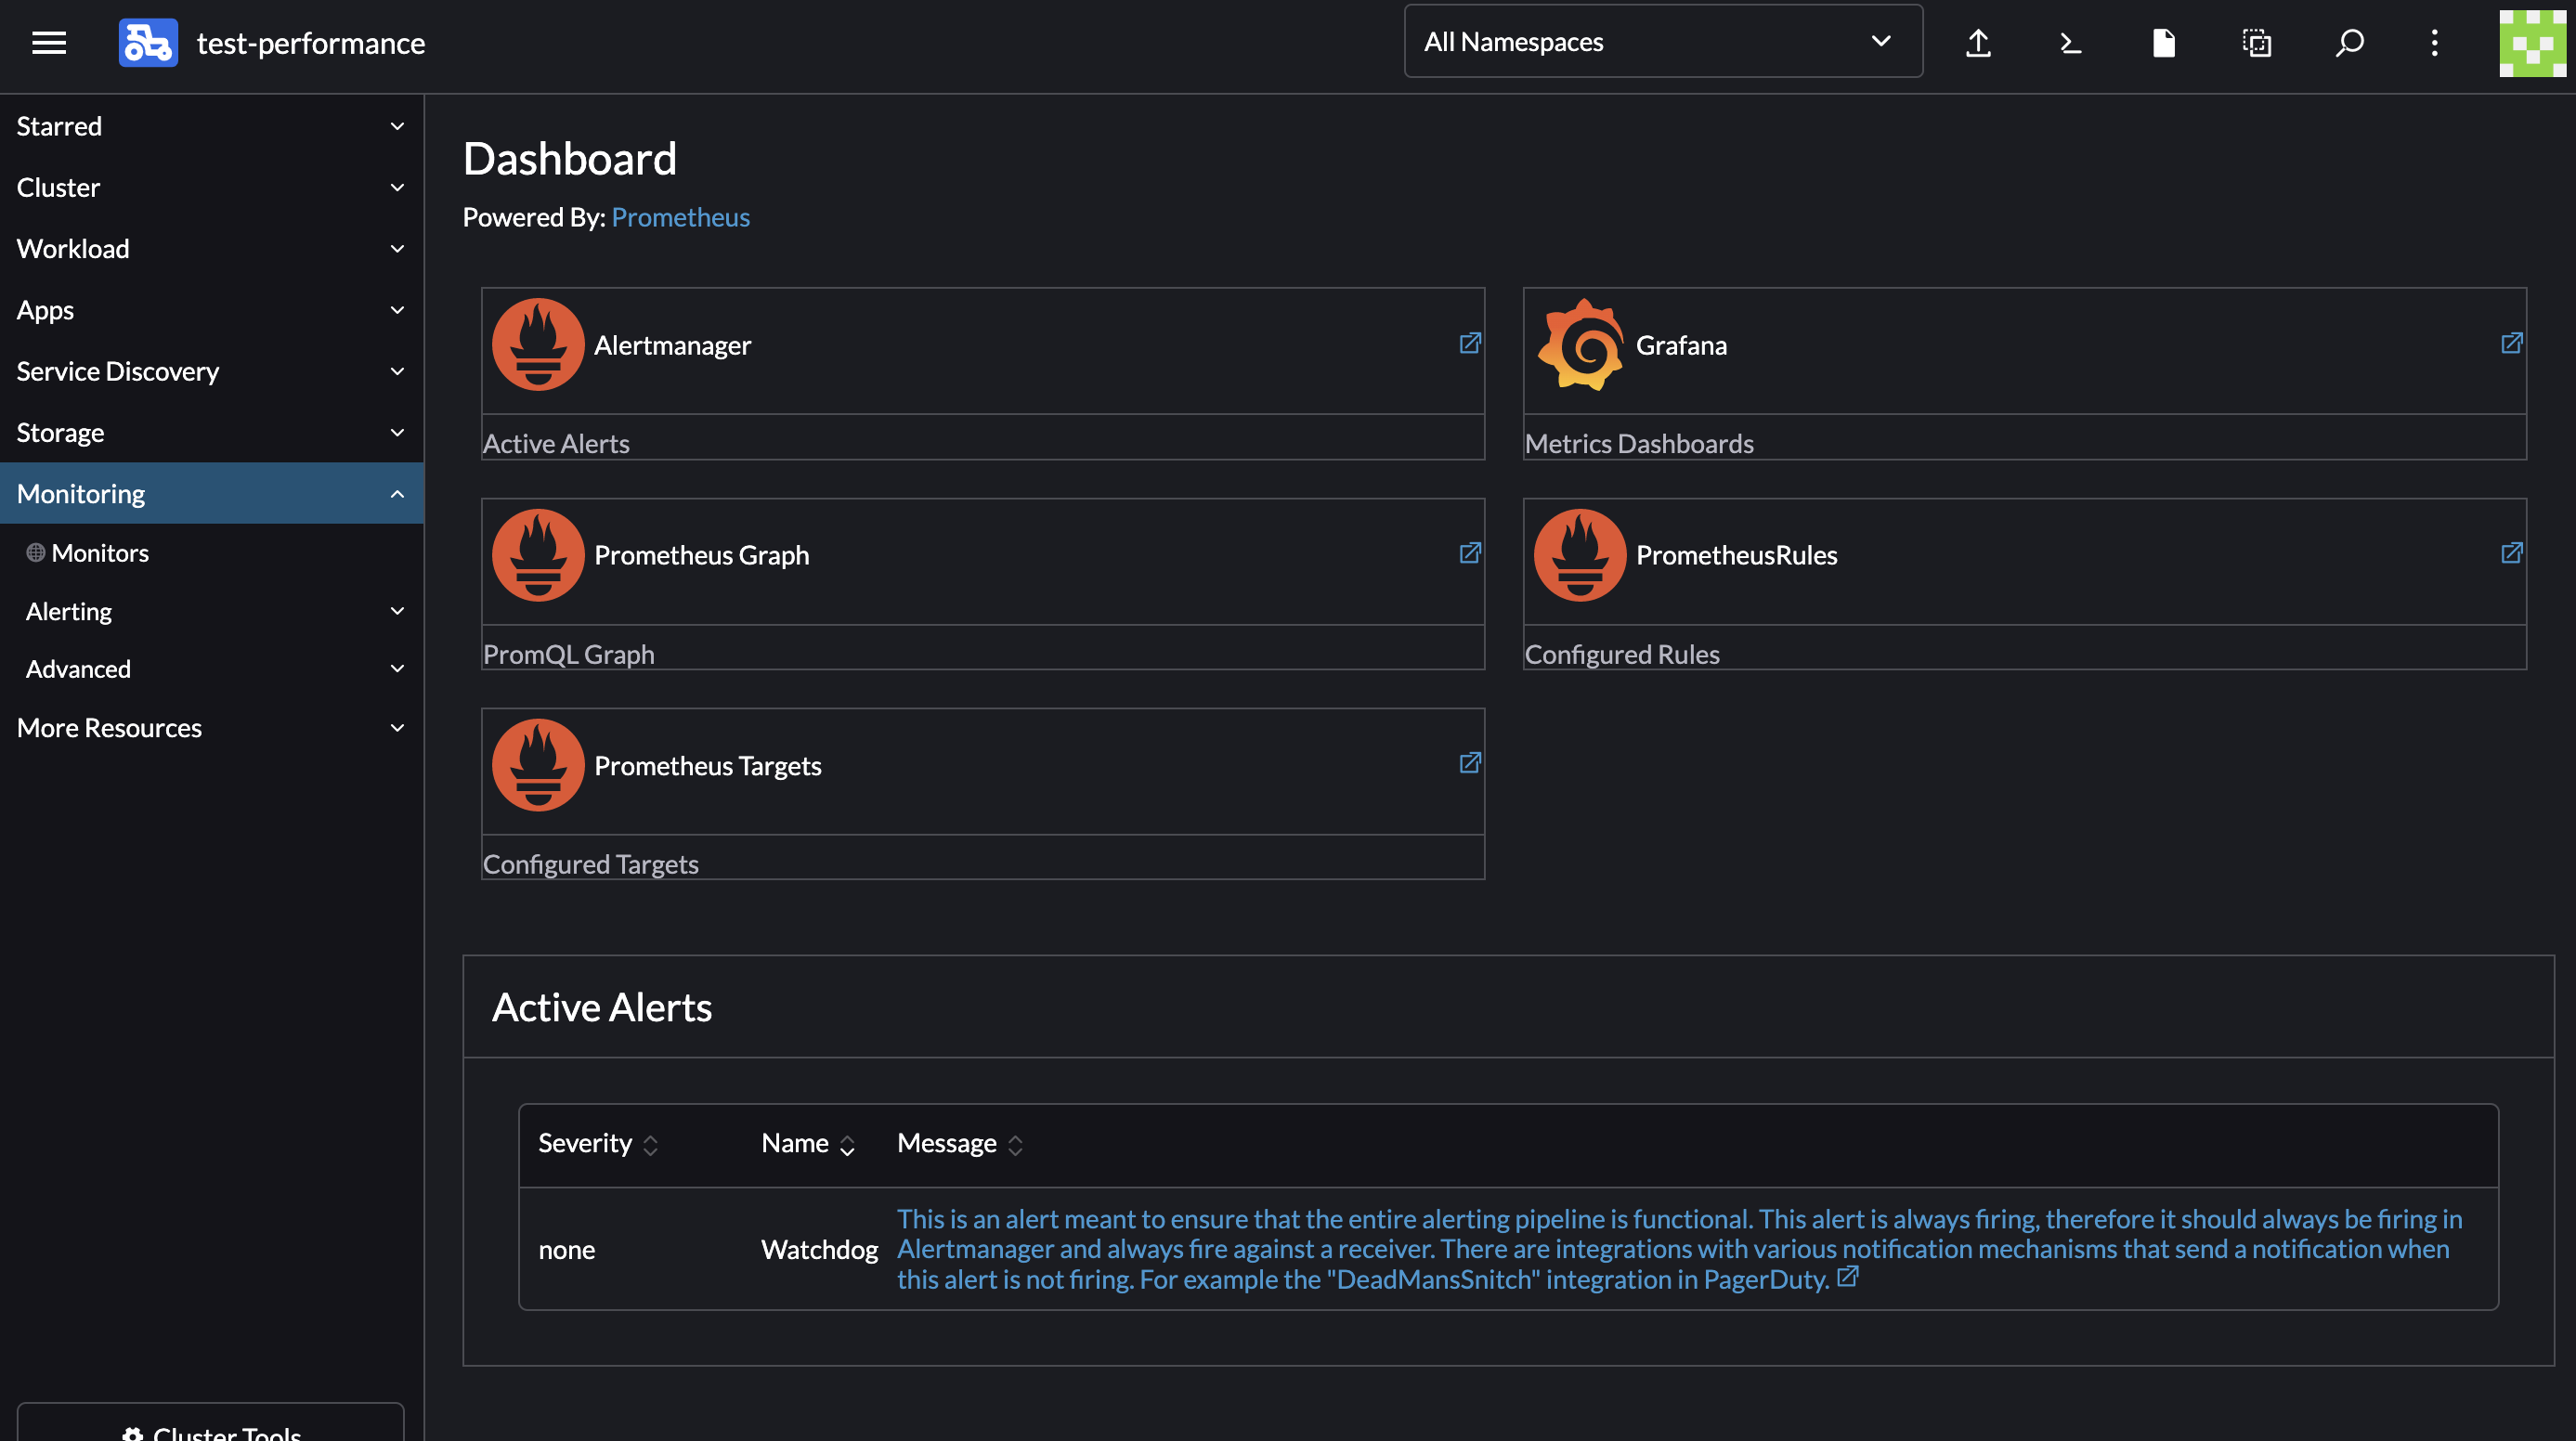 test-performance
All Namespaces
Starred
Cluster
Workload
Apps
Service Discovery
Storage
Monitoring
Monitors
Alerting
Advanced
More Resources
Cluster Tools
Dashboard
Powered By: Prometheus
Alertmanager
Active Alerts
Grafana
Metrics Dashboards
Prometheus Graph
PromQL Graph
PrometheusRules
Configured Rules
Prometheus Targets
Configured Targets
Active Alerts
Severity Name Message
none Watchdog
This is an alert meant to ensure that the entire alerting pipeline is functional. This alert is always firing, therefore it should always be firing in
Alertmanager and always fire against a receiver. There are integrations with various notification mechanisms that send a notification when
this alert is not firing. For example the "DeadMansSnitch" integration in PagerDuty.